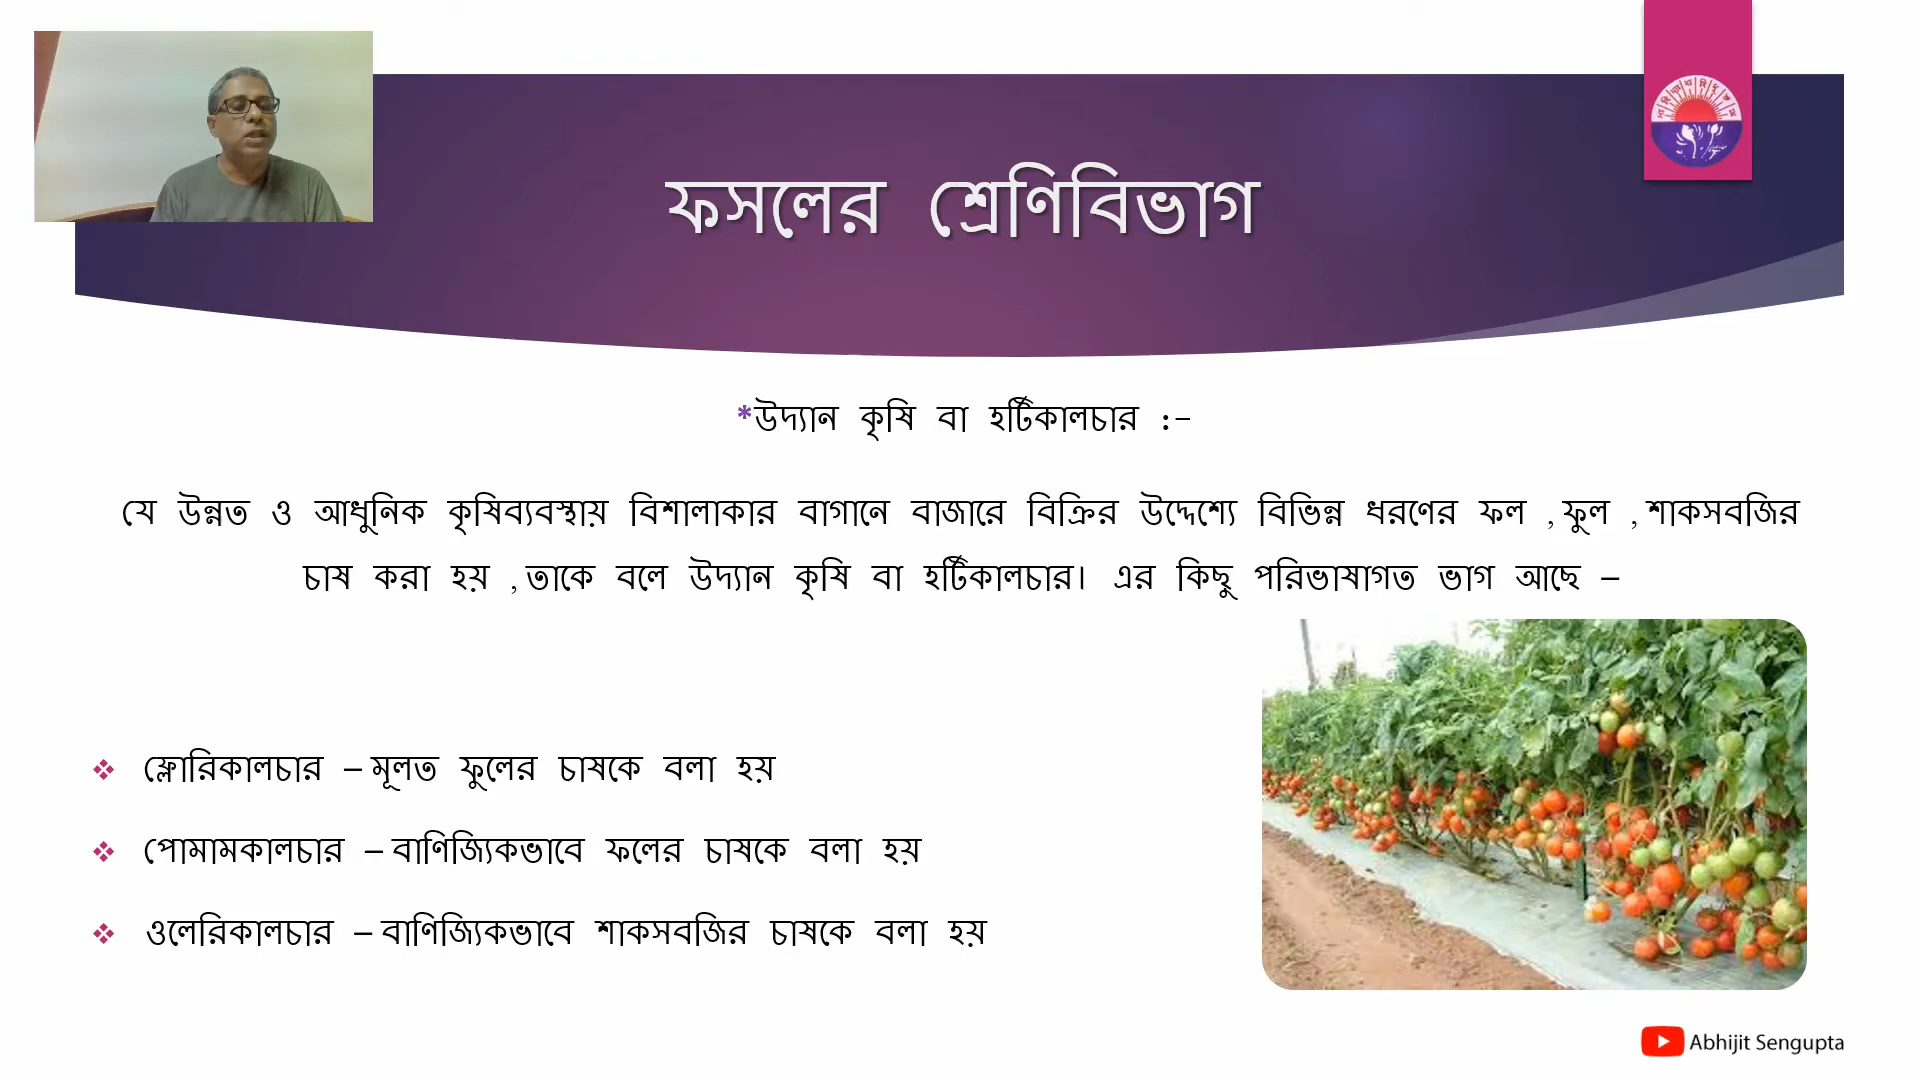 ফসলের শ্রেণিবিভাগ
*উদ্যান কৃষি বা হর্টিকালচার :-
যে উন্নত ও আধুনিক কৃষিব্যবস্থায় বিশালাকার বাগানে বাজারে বিক্রির উদ্দেশ্যে বিভিন্ন ধরণের ফল , ফুল , শাকসবজির
চাষ করা হয় , তাকে বলে উদ্যান কৃষি বা হর্টিকালচার। এর কিছু পরিভাষাগত ভাগ আছে –
❖ ফ্লোরিকালচার – মূলত ফুলের চাষকে বলা হয়
❖ পোমামকালচার – বাণিজ্যিকভাবে ফলের চাষকে বলা হয়
❖ ওলেরিকালচার – বাণিজ্যিকভাবে শাকসবজির চাষকে বলা হয়
Abhijit Sengupta